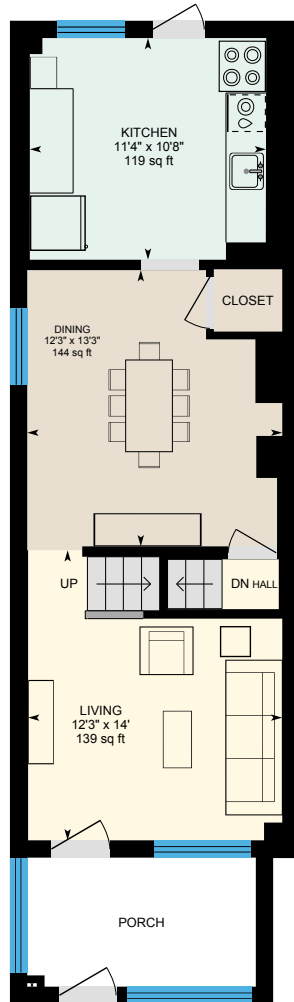 KITCHEN
11'4" x 10'8"
119 sq ft
CLOSET
DINING
12'3" x 13'3"
144 sq ft
UP
DN HALL
LIVING
12'3" x 14'
139 sq ft
PORCH